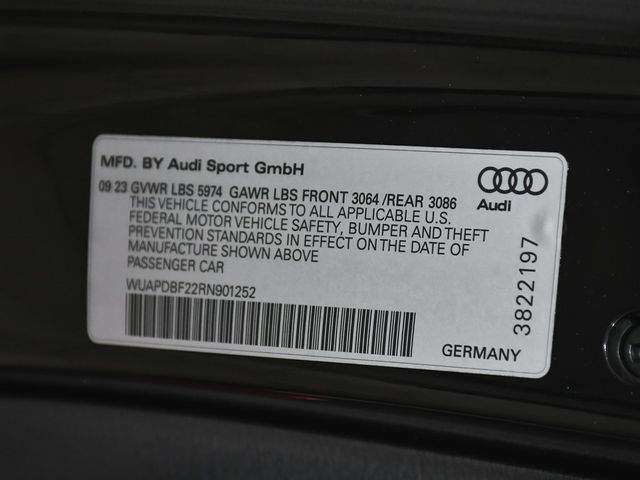 MFD. BY Audi Sport GmbH
09 23 GVWR LBS 5974 GAWR LBS FRONT 3064 /REAR 3086
THIS VEHICLE CONFORMS TO ALL APPLICABLE U.S.
FEDERAL MOTOR VEHICLE SAFETY, BUMPER AND THEFT
PREVENTION STANDARDS IN EFFECT ON THE DATE OF
MANUFACTURE SHOWN ABOVE
PASSENGER CAR
WUAPDBF22RN901252
Audi
3822197
GERMANY